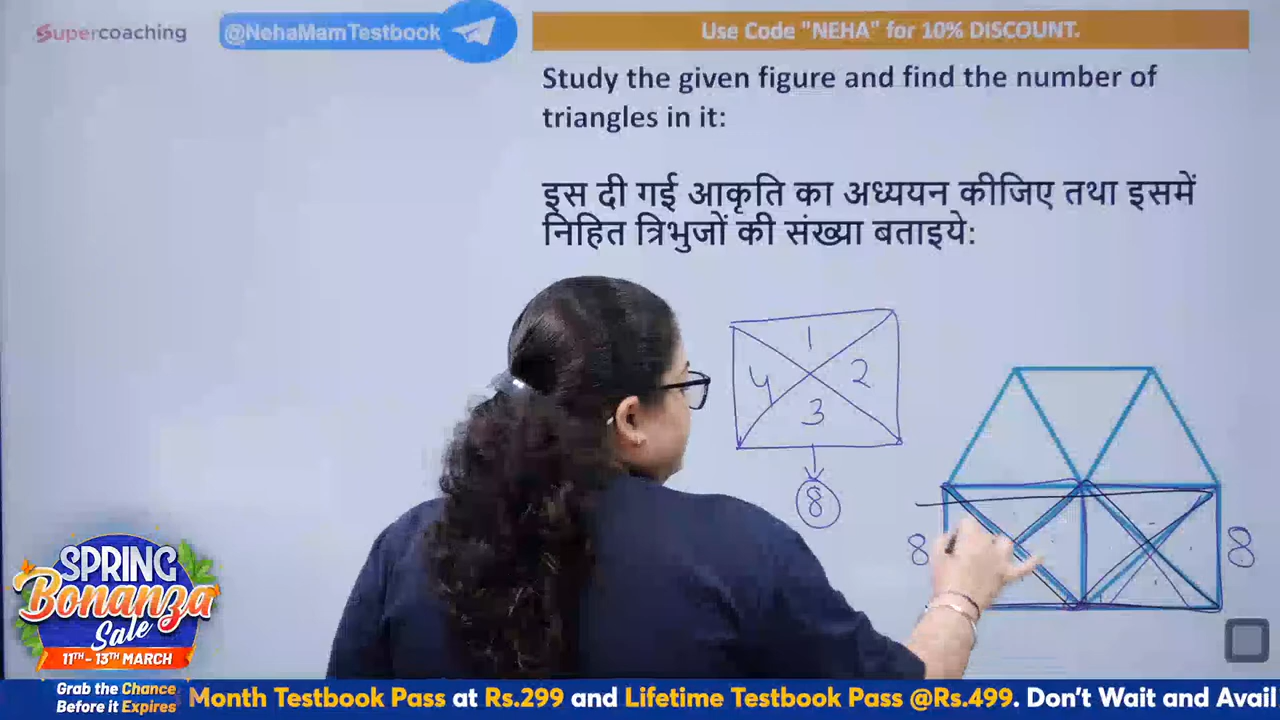 Supercoaching
@NehaMamTestbook
Use Code "NEHA" for 10% DISCOUNT.
Study the given figure and find the number of
triangles in it:
इस दी गई आकृति का अध्ययन कीजिए तथा इसमें
निहित त्रिभुजों की संख्या बताइये:
1
4 2
3
8
8 8
SPRING
Bonanza
Sale
11TH - 13TH MARCH
Grab the Chance
Before it Expires
Month Testbook Pass at Rs.299 and Lifetime Testbook Pass @Rs.499. Don't Wait and Avail